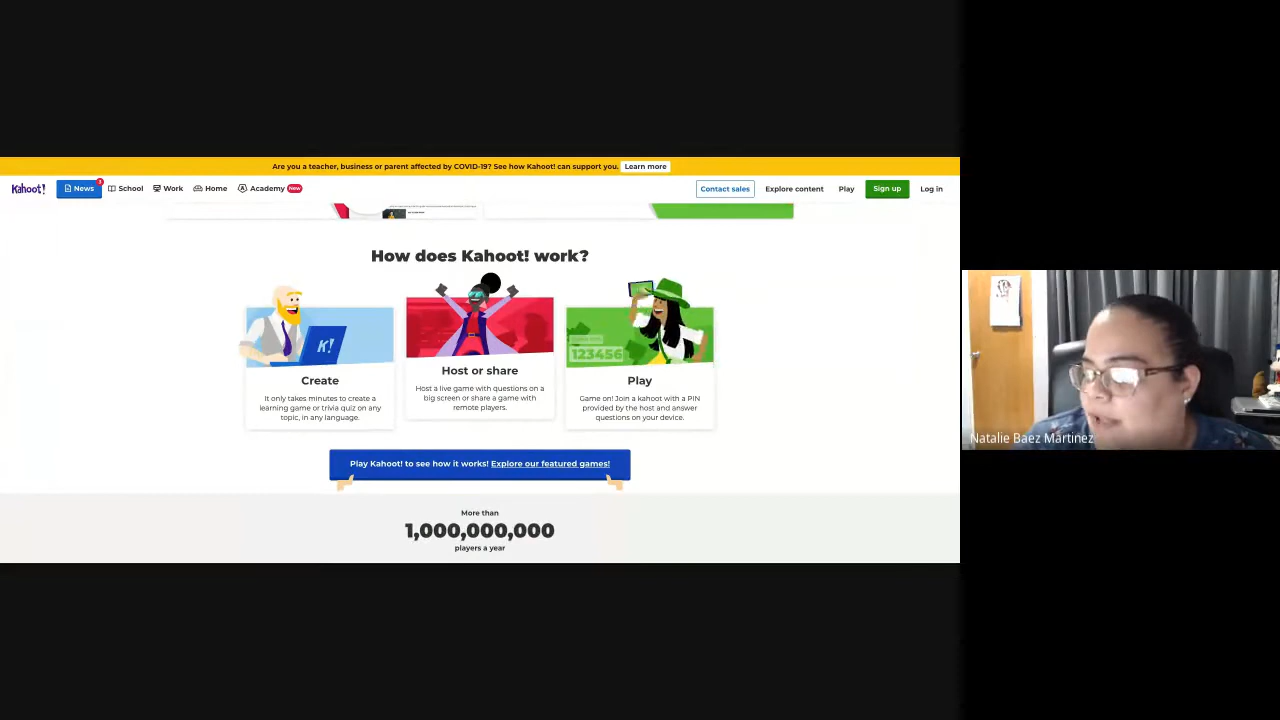 Are you a teacher, business or parent affected by COVID-19? See how Kahoot! can support you. Learn more
Kahoot! News 1 School Work Home Academy New Contact sales Explore content Play Sign up Log in
How does Kahoot! work?
K!
123456
Create
It only takes minutes to create a
learning game or trivia quiz on any
topic, in any language.
Host or share
Host a live game with questions on a
big screen or share a game with
remote players.
Play
Game on! Join a kahoot with a PIN
provided by the host and answer
questions on your device.
Play Kahoot! to see how it works! Explore our featured games!
More than
1,000,000,000
players a year
Natalie Baez Martinez